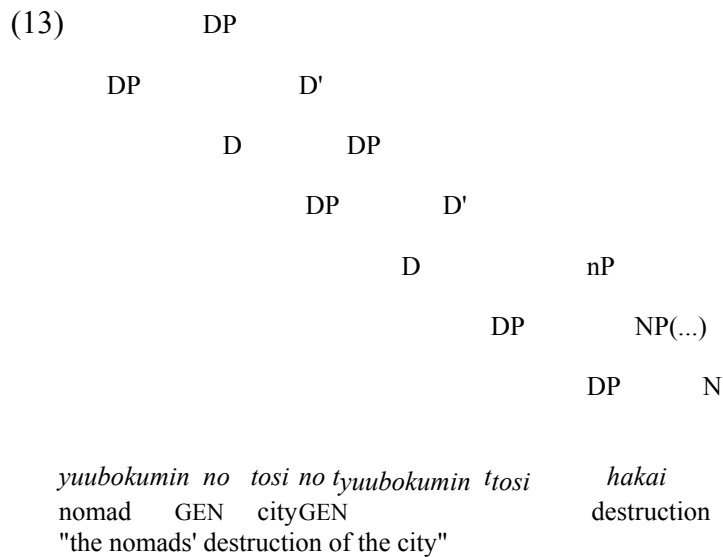 (13) DP
DP D'
D DP
DP D'
D nP
DP NP(...)
DP N
yuubokumin no tosi no tyuubokumin ttosi hakai
nomad GEN cityGEN destruction
"the nomads' destruction of the city"